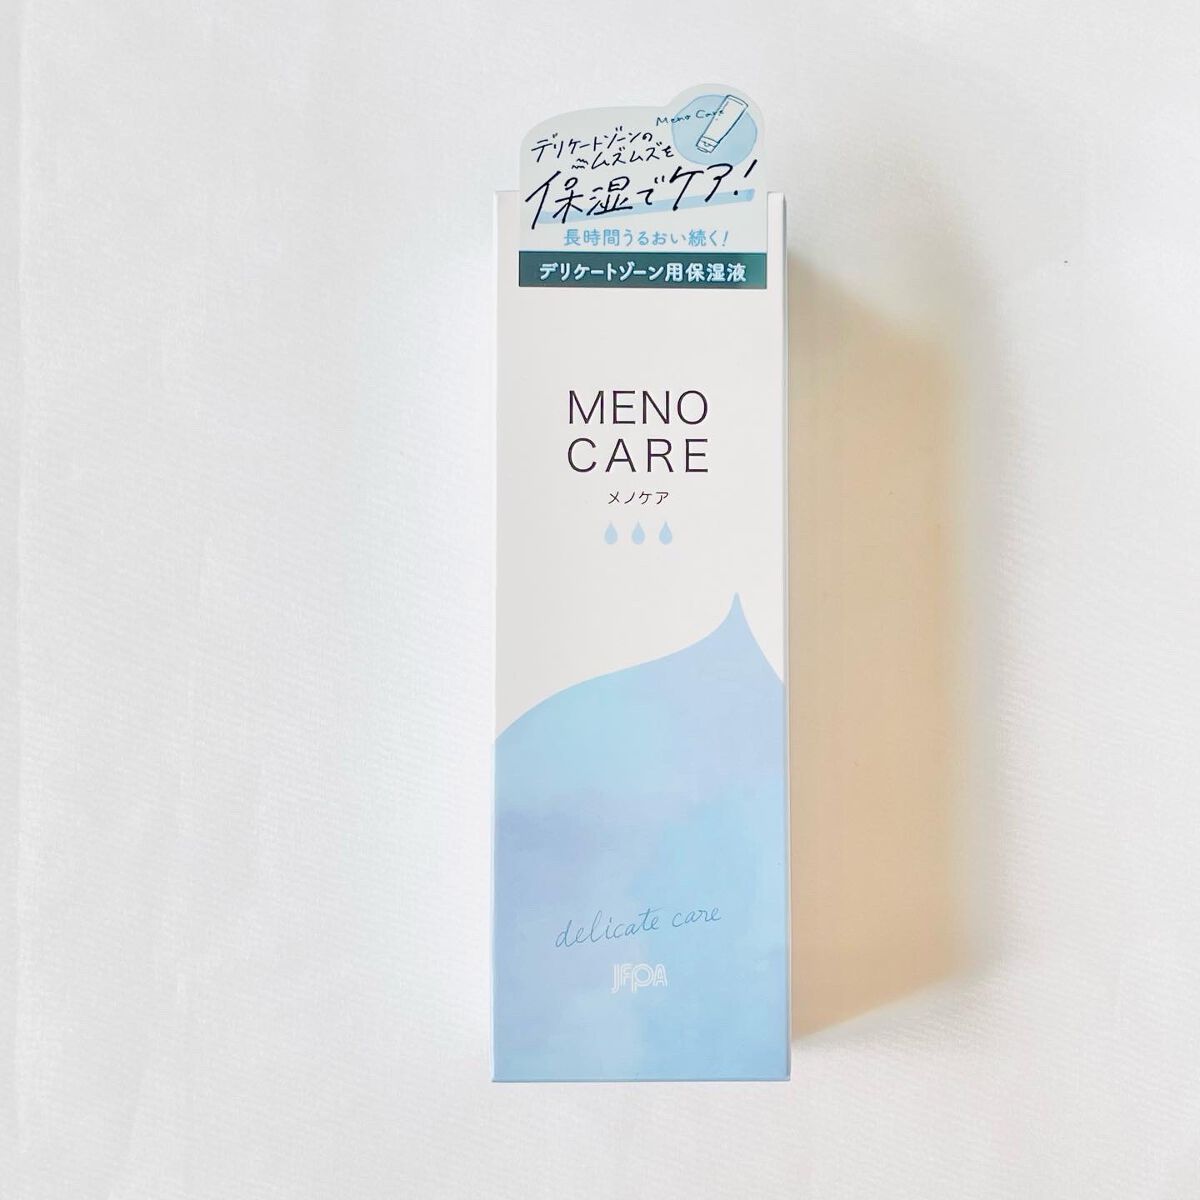 Meno Care
デリケートゾーンの
ムズムズを
保湿でケア!
長時間うるおい続く!
デリケートゾーン用保湿液
MENO
CARE
メノケア
delicate care
JFPA